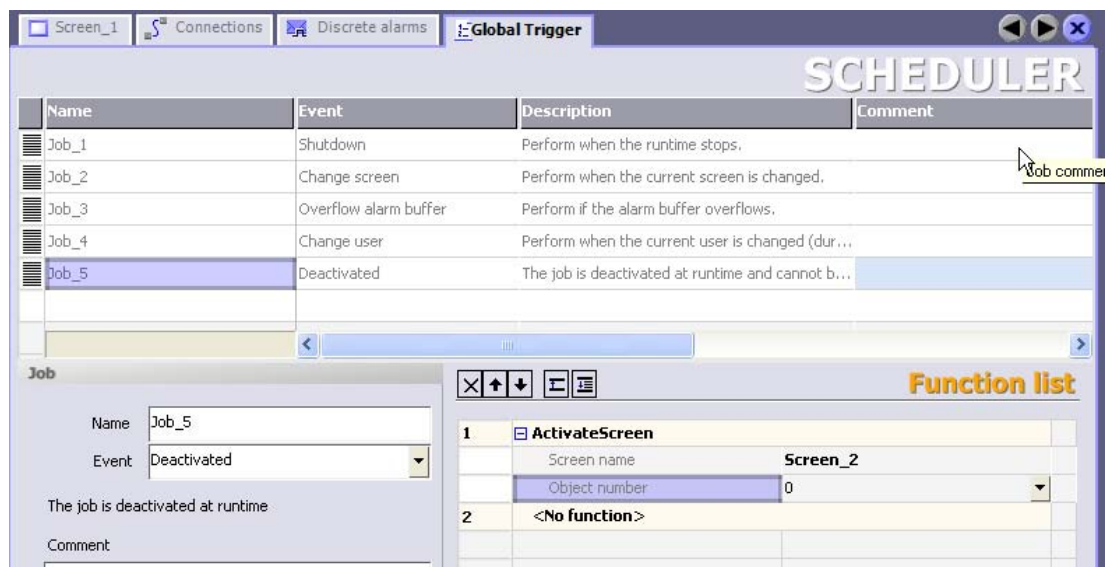 Screen_1 Connections Discrete alarms Global Trigger
SCHEDULER
Name Event Description Comment
Job_1 Shutdown Perform when the runtime stops.
Job comme
Job_2 Change screen Perform when the current screen is changed.
Job_3 Overflow alarm buffer Perform if the alarm buffer overflows.
Job_4 Change user Perform when the current user is changed (dur...
Job_5 Deactivated The job is deactivated at runtime and cannot b...
Job
Function list
Name Job_5
Event Deactivated
The job is deactivated at runtime
Comment
1 ActivateScreen
Screen name Screen_2
Object number 0
2 <No function>